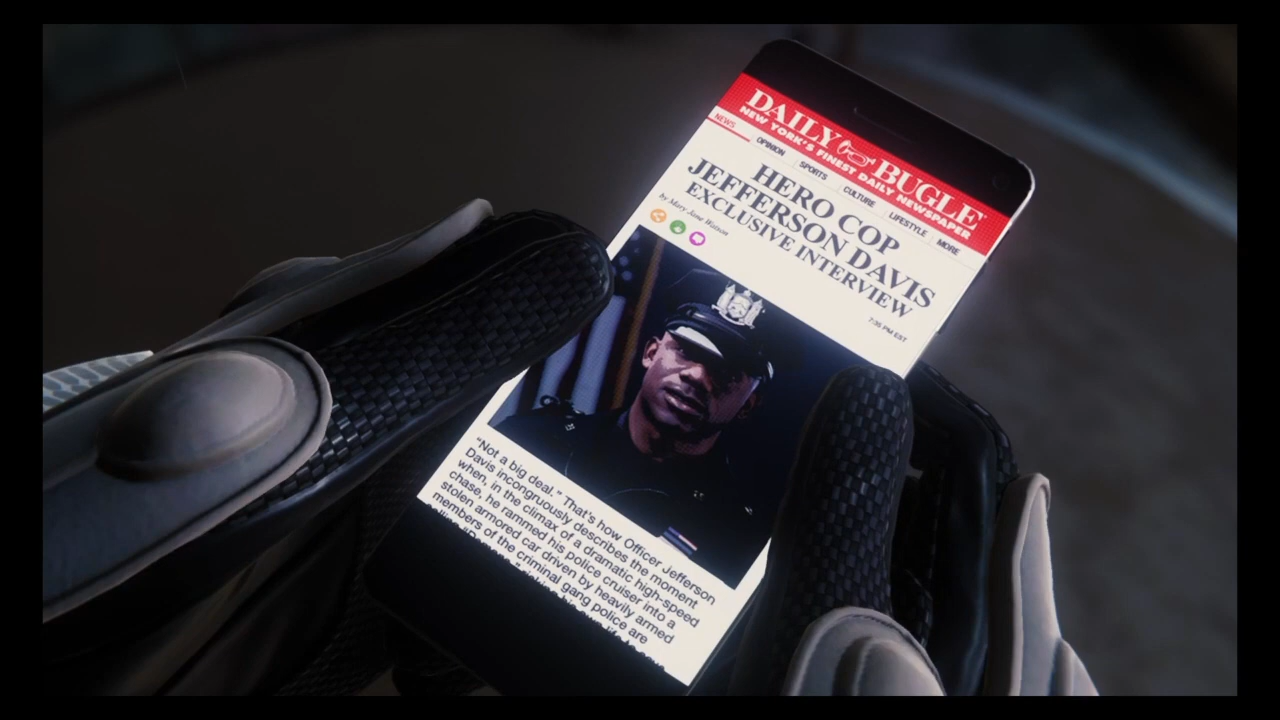 DAILY BUGLE
NEW YORK'S FINEST DAILY NEWSPAPER
NEWS OPINION SPORTS CULTURE LIFESTYLE MORE
HERO COP
JEFFERSON DAVIS
EXCLUSIVE INTERVIEW
by Mary Jane Watson
7:35 PM EST
"Not a big deal." That's how Officer Jefferson
Davis incongruously describes the moment
when, in the climax of a dramatic high-speed
chase, he rammed his police cruiser into a
stolen armored car driven by heavily armed
members of the criminal gang police are